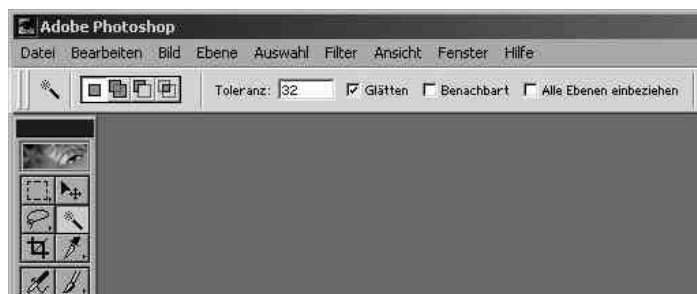 Adobe Photoshop
Datei Bearbeiten Bild Ebene Auswahl Filter Ansicht Fenster Hilfe
Toleranz: 32 Glätten Benachbart Alle Ebenen einbeziehen